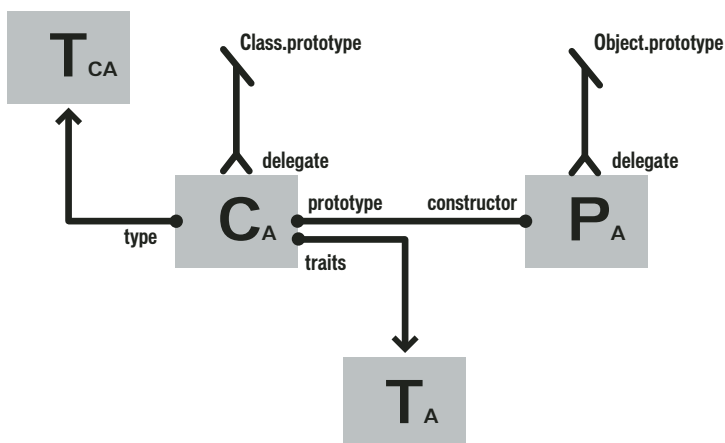 T CA
Class.prototype
Object.prototype
delegate
delegate
C A
prototype
constructor
P A
type
traits
T A